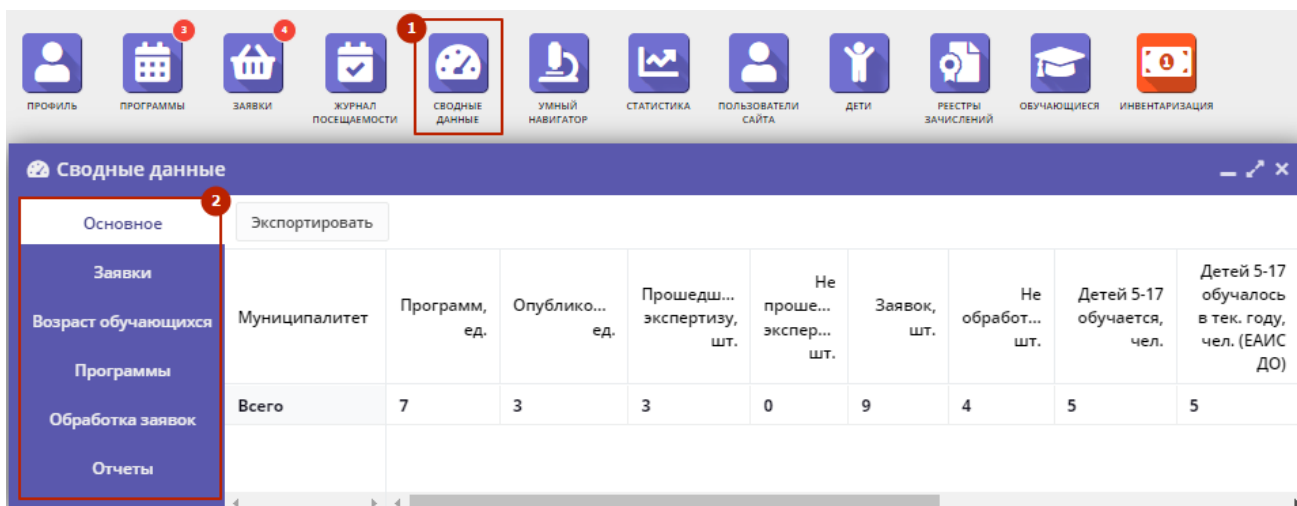 3
4
1
ПРОФИЛЬ
ПРОГРАММЫ
ЗАЯВКИ
ЖУРНАЛ
ПОСЕЩАЕМОСТИ
СВОДНЫЕ
ДАННЫЕ
УМНЫЙ
НАВИГАТОР
СТАТИСТИКА
ПОЛЬЗОВАТЕЛИ
САЙТА
ДЕТИ
РЕЕСТРЫ
ЗАЧИСЛЕНИЙ
ОБУЧАЮЩИЕСЯ
1
ИНВЕНТАРИЗАЦИЯ
Сводные данные
2
Основное
Заявки
Возраст обучающихся
Программы
Обработка заявок
Отчеты
Экспортировать
Муниципалитет
Программ,
ед.
Опублико...
ед.
Прошедш...
экспертизу,
шт.
Не
проше...
экспер...
шт.
Заявок,
шт.
Не
обработ...
шт.
Детей 5-17
обучается,
чел.
Детей 5-17
обучалось
в тек. году,
чел. (ЕАИС
ДО)
Всего 7 3 3 0 9 4 5 5